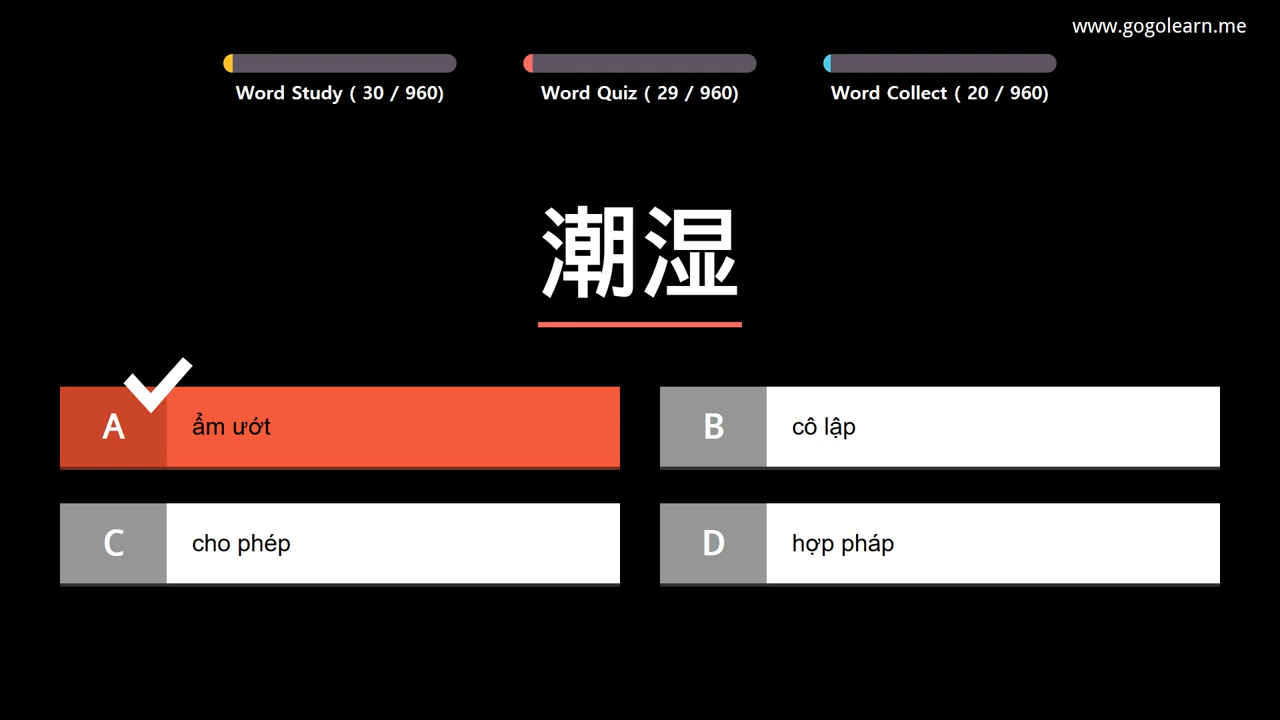 www.gogolearn.me
Word Study ( 30 / 960)
Word Quiz ( 29 / 960)
Word Collect ( 20 / 960)
潮湿
A ẩm ướt
B cô lập
C cho phép
D hợp pháp